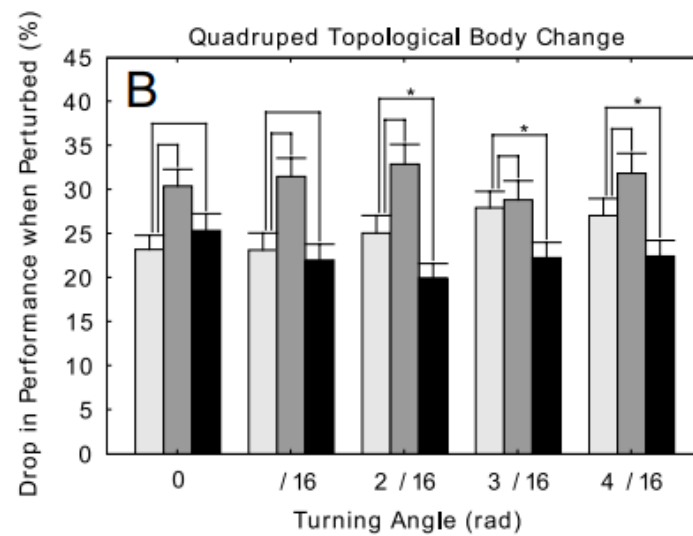 Quadruped Topological Body Change
B
Drop in Performance when Perturbed (%)
45
40
35
30
25
20
15
10
5
0
* * *
0 / 16 2 / 16 3 / 16 4 / 16
Turning Angle (rad)